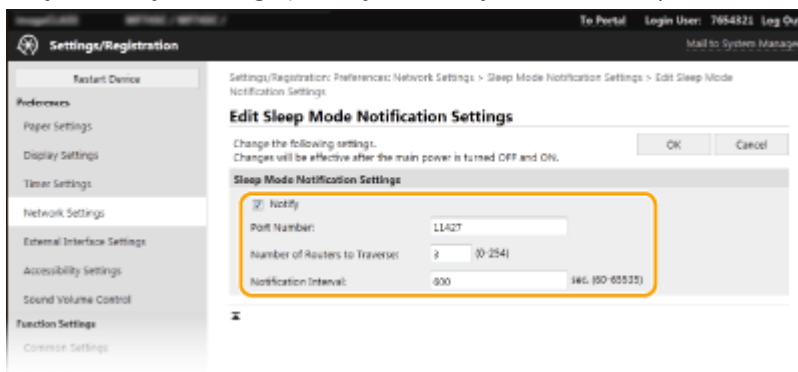 To Portal Login User: 7654321 Log Ou
Settings/Registration
Mail to System Manage
Restart Device
Preferences
Paper Settings
Display Settings
Timer Settings
Network Settings
External Interface Settings
Accessibility Settings
Sound Volume Control
Function Settings
Common Settings
Settings/Registration: Preferences: Network Settings > Sleep Mode Notification Settings > Edit Sleep Mode
Notification Settings
Edit Sleep Mode Notification Settings
Change the following settings.
Changes will be effective after the main power is turned OFF and ON.
OK Cancel
Sleep Mode Notification Settings
Notify
Port Number: 11427
Number of Routers to Traverse: 3 (0-254)
Notification Interval: 600 sec. (60-65535)